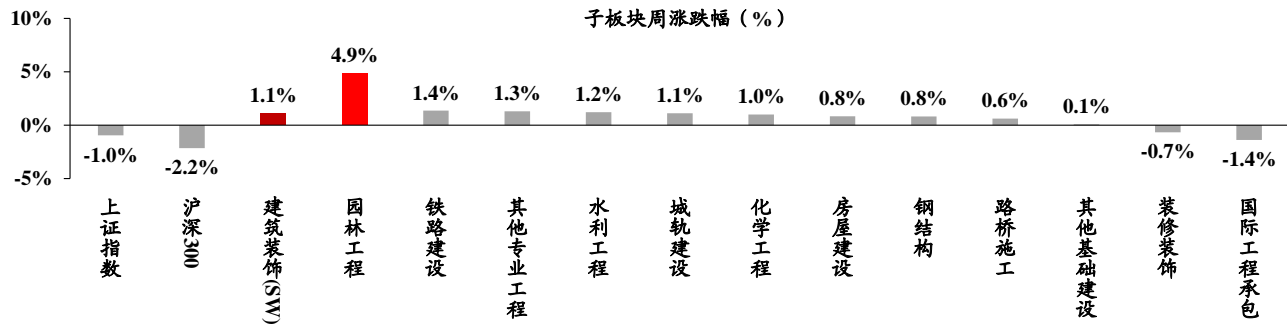 子板块周涨跌幅（%）
10%
5%
0%
-5%
-1.0%
-2.2%
1.1%
4.9%
1.4%
1.3%
1.2%
1.1%
1.0%
0.8%
0.8%
0.6%
0.1%
-0.7%
-1.4%
上证指数
沪深300
建筑装饰(SW)
园林工程
铁路建设
其他专业工程
水利工程
城轨建设
化学工程
房屋建设
钢结构
路桥施工
其他基础建设
装修装饰
国际工程承包